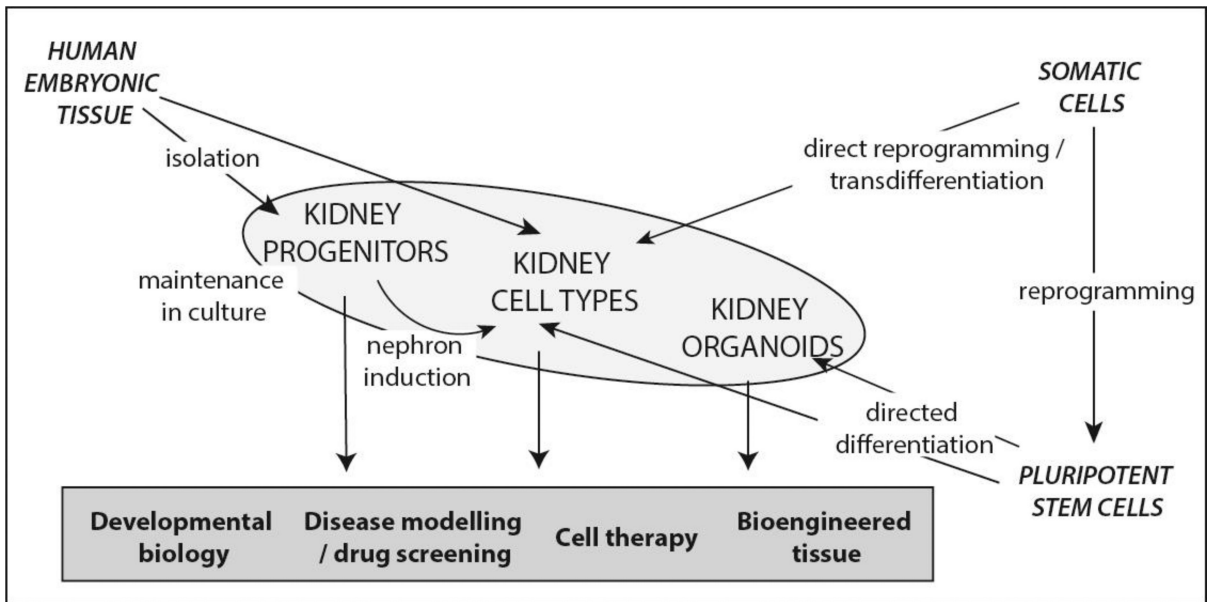 HUMAN
EMBRYONIC
TISSUE
SOMATIC
CELLS
isolation
direct reprogramming /
transdifferentiation
KIDNEY
PROGENITORS
KIDNEY
CELL TYPES
maintenance
in culture
reprogramming
KIDNEY
ORGANOIDS
nephron
induction
directed
differentiation
PLURIPOTENT
STEM CELLS
Developmental
biology
Disease modelling
/ drug screening
Cell therapy
Bioengineered
tissue